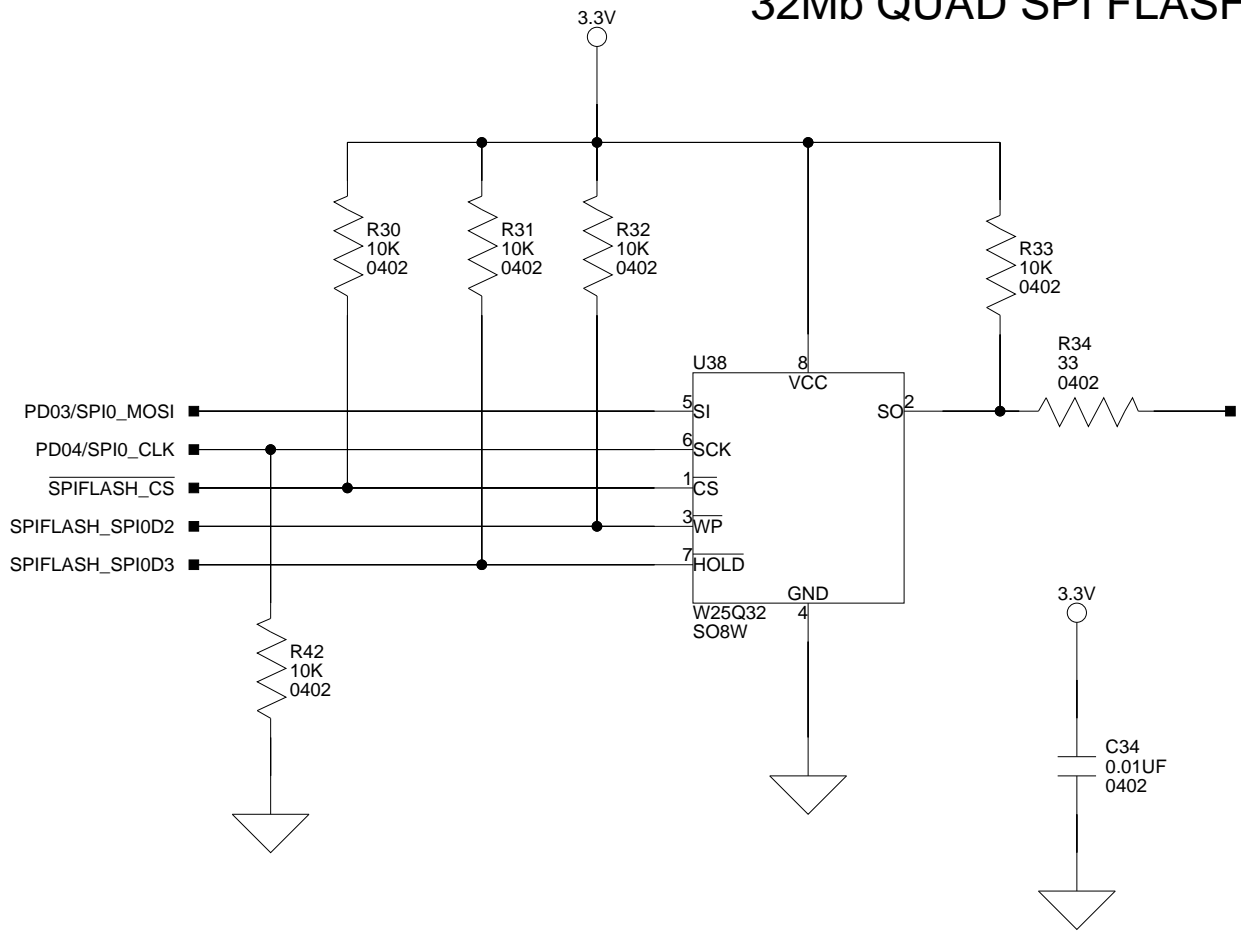 32Mb QUAD SPI FLASH
3.3V
R30
10K
0402
R31
10K
0402
R32
10K
0402
R33
10K
0402
R34
33
0402
U38
8
VCC
PD03/SPI0_MOSI
5
SI
SO
2
PD04/SPI0_CLK
6
SCK
SPIFLASH_CS
1
CS
SPIFLASH_SPI0D2
3
WP
SPIFLASH_SPI0D3
7
HOLD
GND
4
W25Q32
SO8W
R42
10K
0402
3.3V
C34
0.01UF
0402